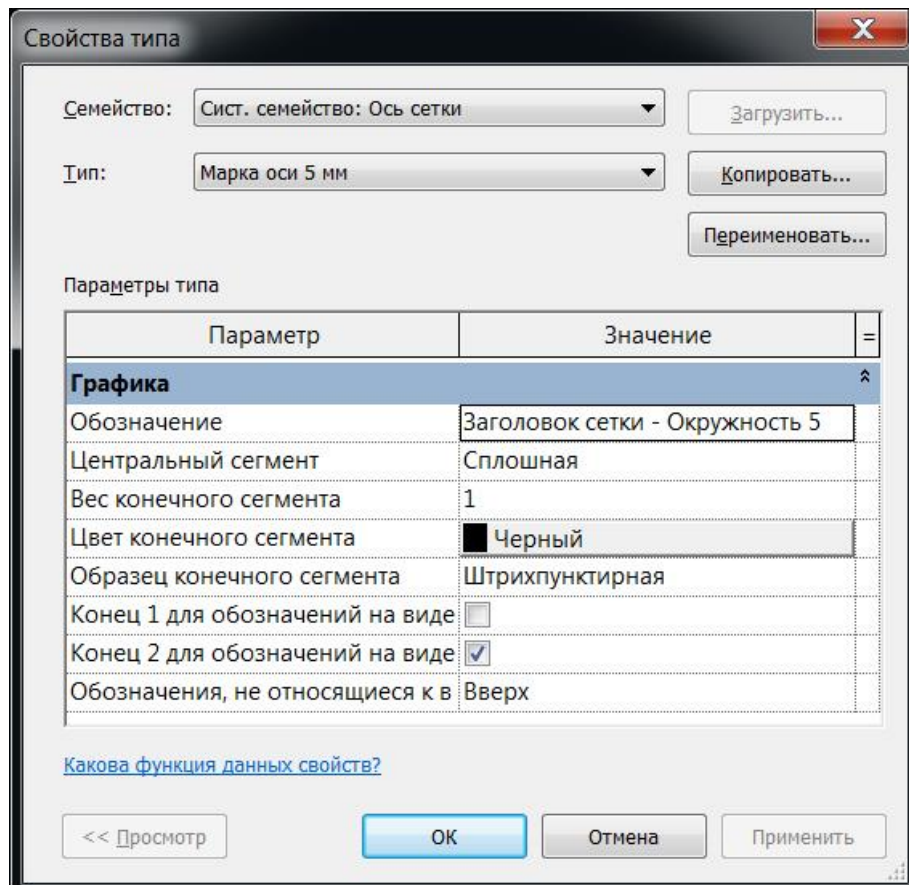 Свойства типа
Семейство: Сист. семейство: Ось сетки Загрузить...
Тип: Марка оси 5 мм Копировать...
Переименовать...
Параметры типа
Параметр Значение =
Графика
Обозначение Заголовок сетки - Окружность 5
Центральный сегмент Сплошная
Вес конечного сегмента 1
Цвет конечного сегмента Черный
Образец конечного сегмента Штрихпунктирная
Конец 1 для обозначений на виде
Конец 2 для обозначений на виде
Обозначения, не относящиеся к в Вверх
Какова функция данных свойств?
<< Просмотр ОК Отмена Применить